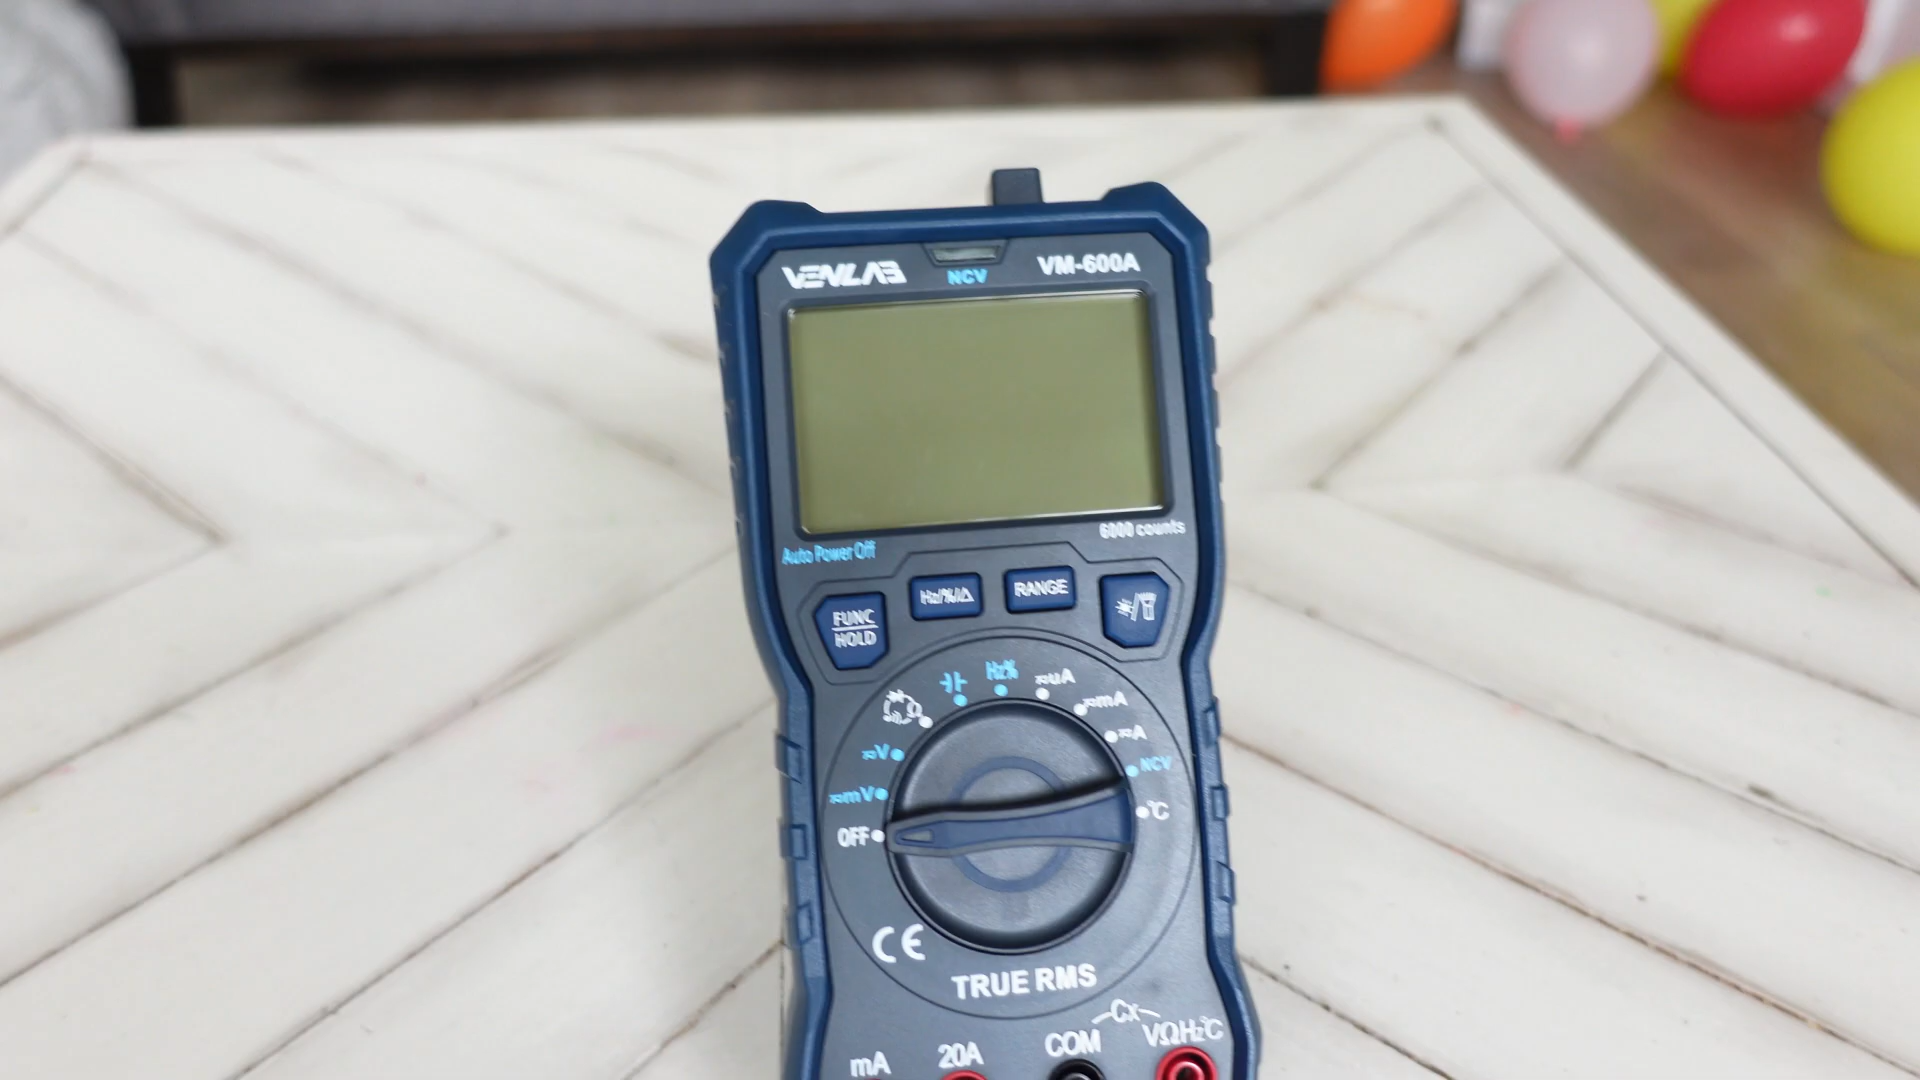 VENLAB
NCV
VM-600A
6000 counts
Auto Power Off
FUNC
HOLD
Hz/%/Δ
RANGE
Hz%
uA
mA
A
NCV
℃
Ω
V
mV
OFF
CE
TRUE RMS
Cx
mA
20A
COM
VΩHz℃